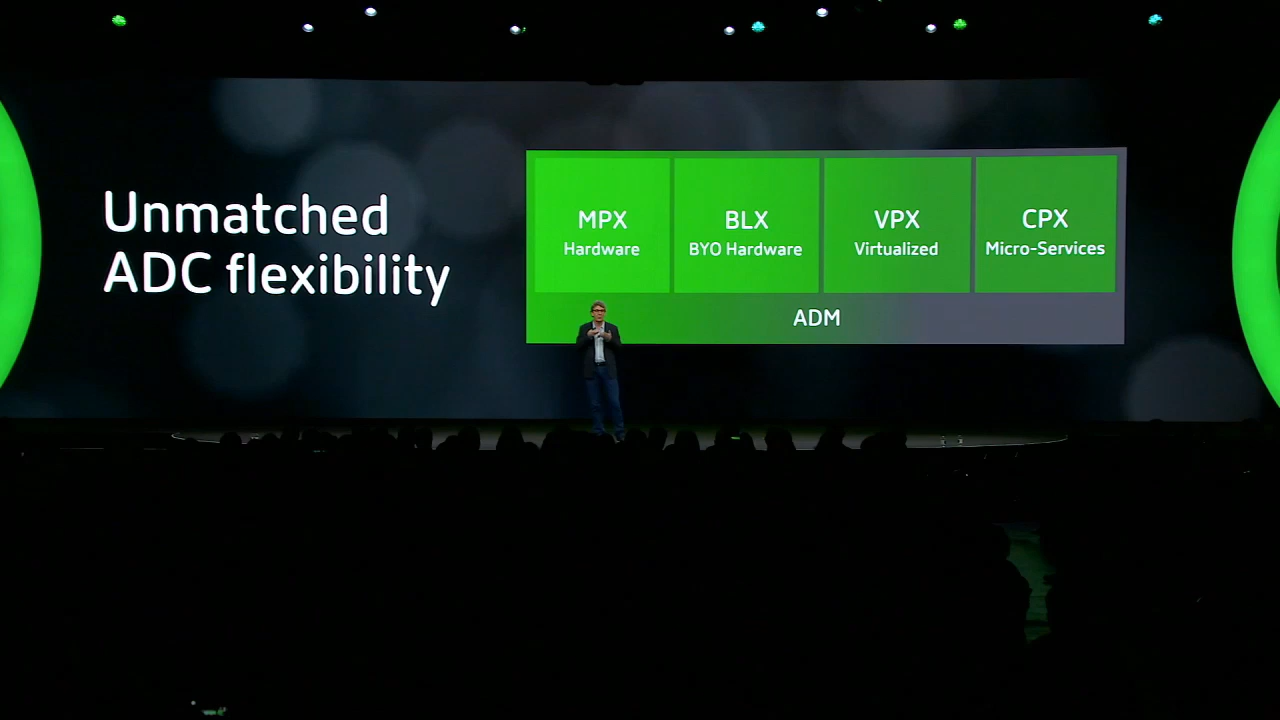 Unmatched
ADC flexibility
MPX
Hardware
BLX
BYO Hardware
VPX
Virtualized
CPX
Micro-Services
ADM